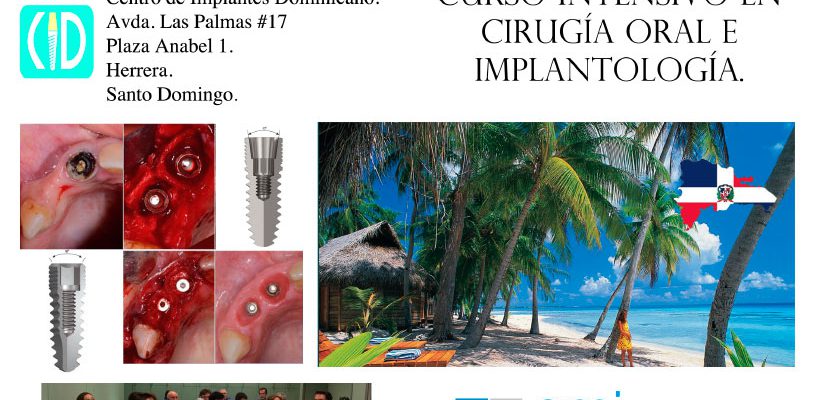 Centro de Implantes Dominicano.
Avda. Las Palmas #17
Plaza Anabel 1.
Herrera.
Santo Domingo.
CID
CURSO INTENSIVO EN
CIRUGÍA ORAL E
IMPLANTOLOGÍA.